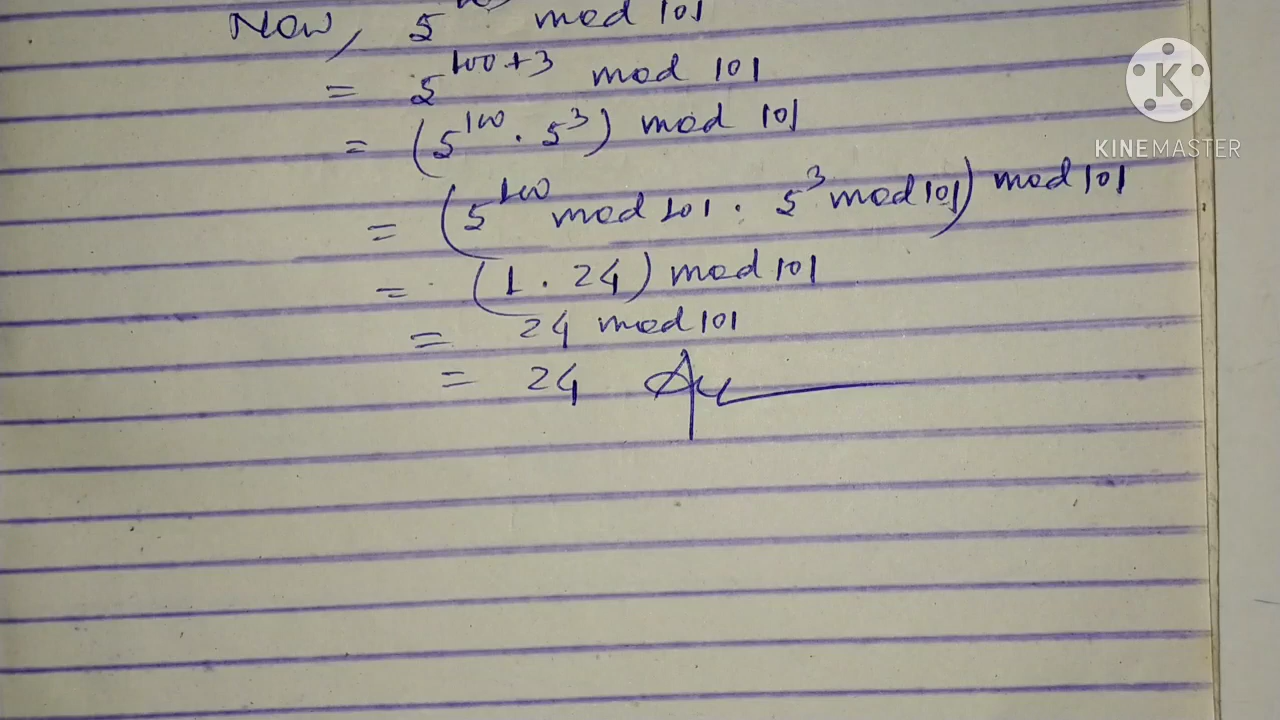 Now, 5^103 mod 101
= 5^100+3 mod 101
= (5^100 . 5^3) mod 101
= (5^100 mod 101 . 5^3 mod 101) mod 101
= (1 . 24) mod 101
= 24 mod 101
= 24 Ans
K
KINEMASTER